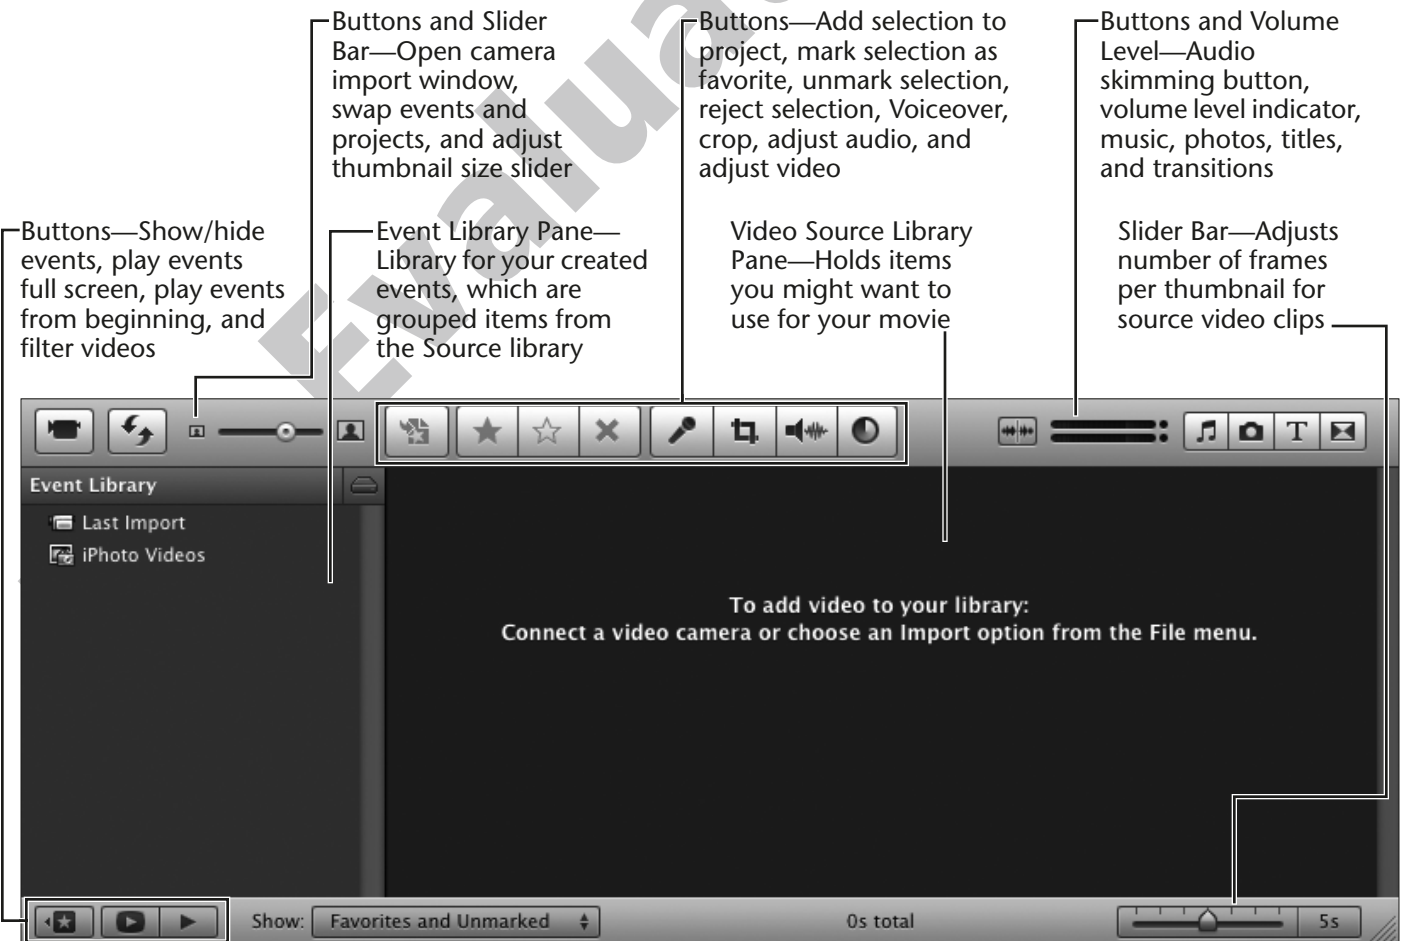 Buttons and Slider
Bar—Open camera
import window,
swap events and
projects, and adjust
thumbnail size slider
Buttons—Add selection to
project, mark selection as
favorite, unmark selection,
reject selection, Voiceover,
crop, adjust audio, and
adjust video
Buttons and Volume
Level—Audio
skimming button,
volume level indicator,
music, photos, titles,
and transitions
Buttons—Show/hide
events, play events
full screen, play events
from beginning, and
filter videos
Event Library Pane—
Library for your created
events, which are
grouped items from
the Source library
Video Source Library
Pane—Holds items
you might want to
use for your movie
Slider Bar—Adjusts
number of frames
per thumbnail for
source video clips
T
Event Library
Last Import
iPhoto Videos
To add video to your library:
Connect a video camera or choose an Import option from the File menu.
Show: Favorites and Unmarked
0s total
5s
Evalua